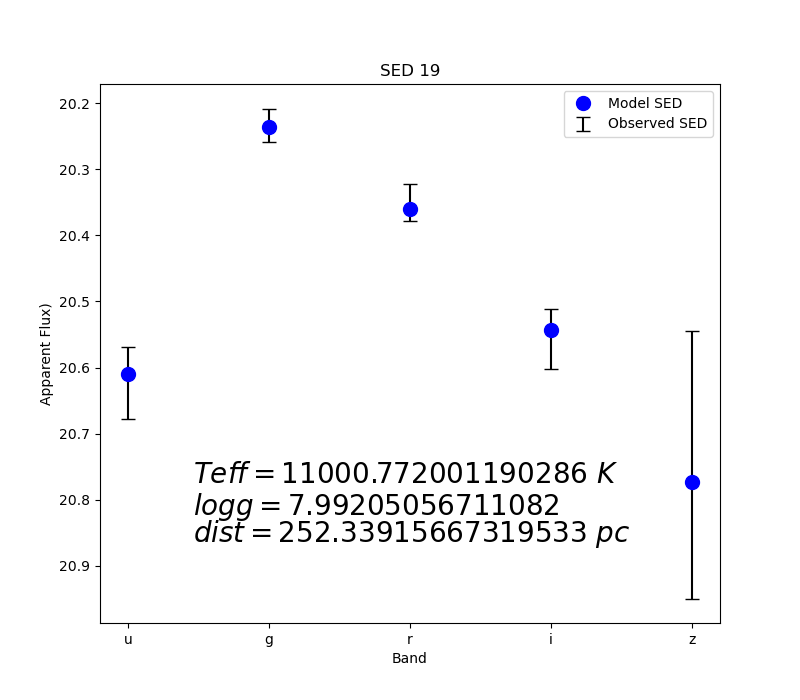 SED 19
Model SED
Observed SED
20.2
20.3
20.4
20.5
20.6
20.7
20.8
20.9
Apparent Flux)
Teff = 11000.772001190286 K
logg = 7.99205056711082
dist = 252.33915667319533 pc
u g r i z
Band